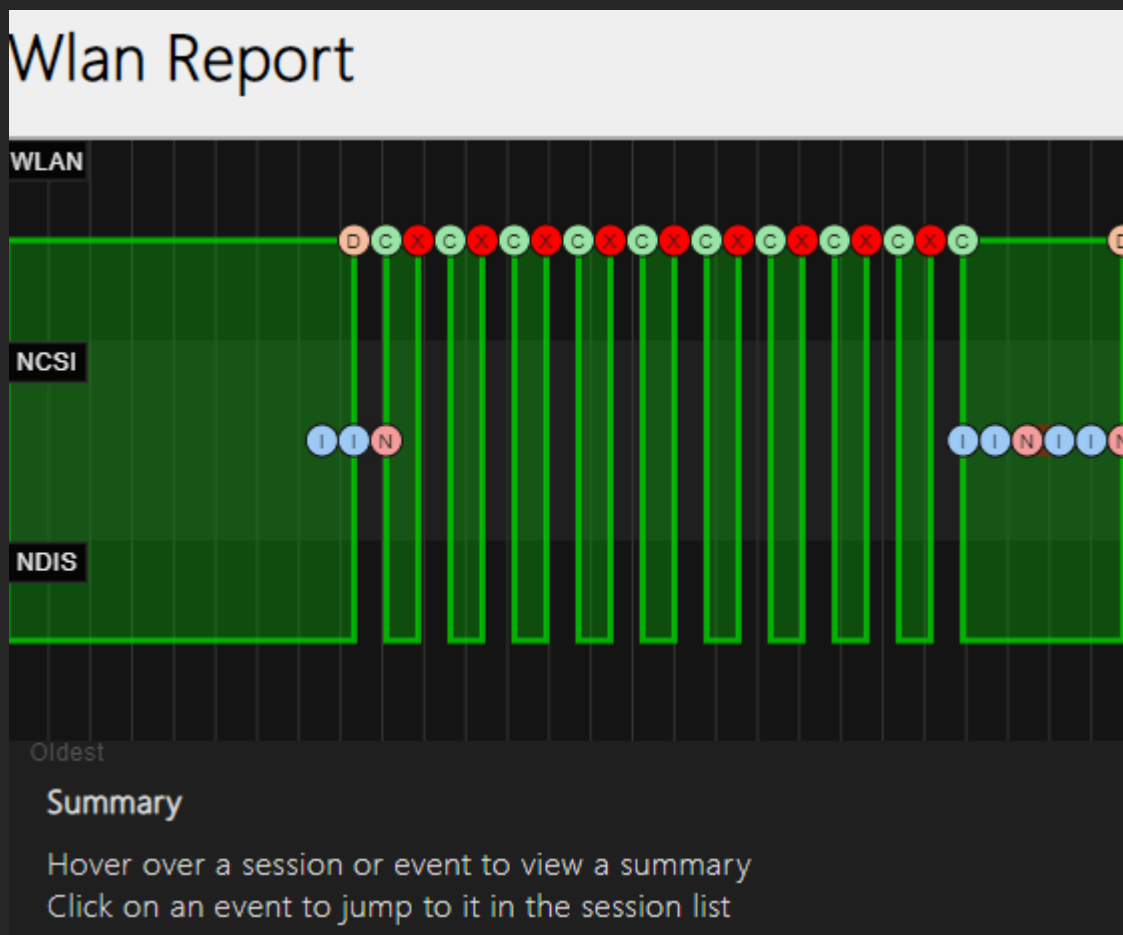 Wlan Report
WLAN
D C X C X C X C X C X C X C X C X C X C D
NCSI
I I N I I N I I N
NDIS
Oldest
Summary
Hover over a session or event to view a summary
Click on an event to jump to it in the session list